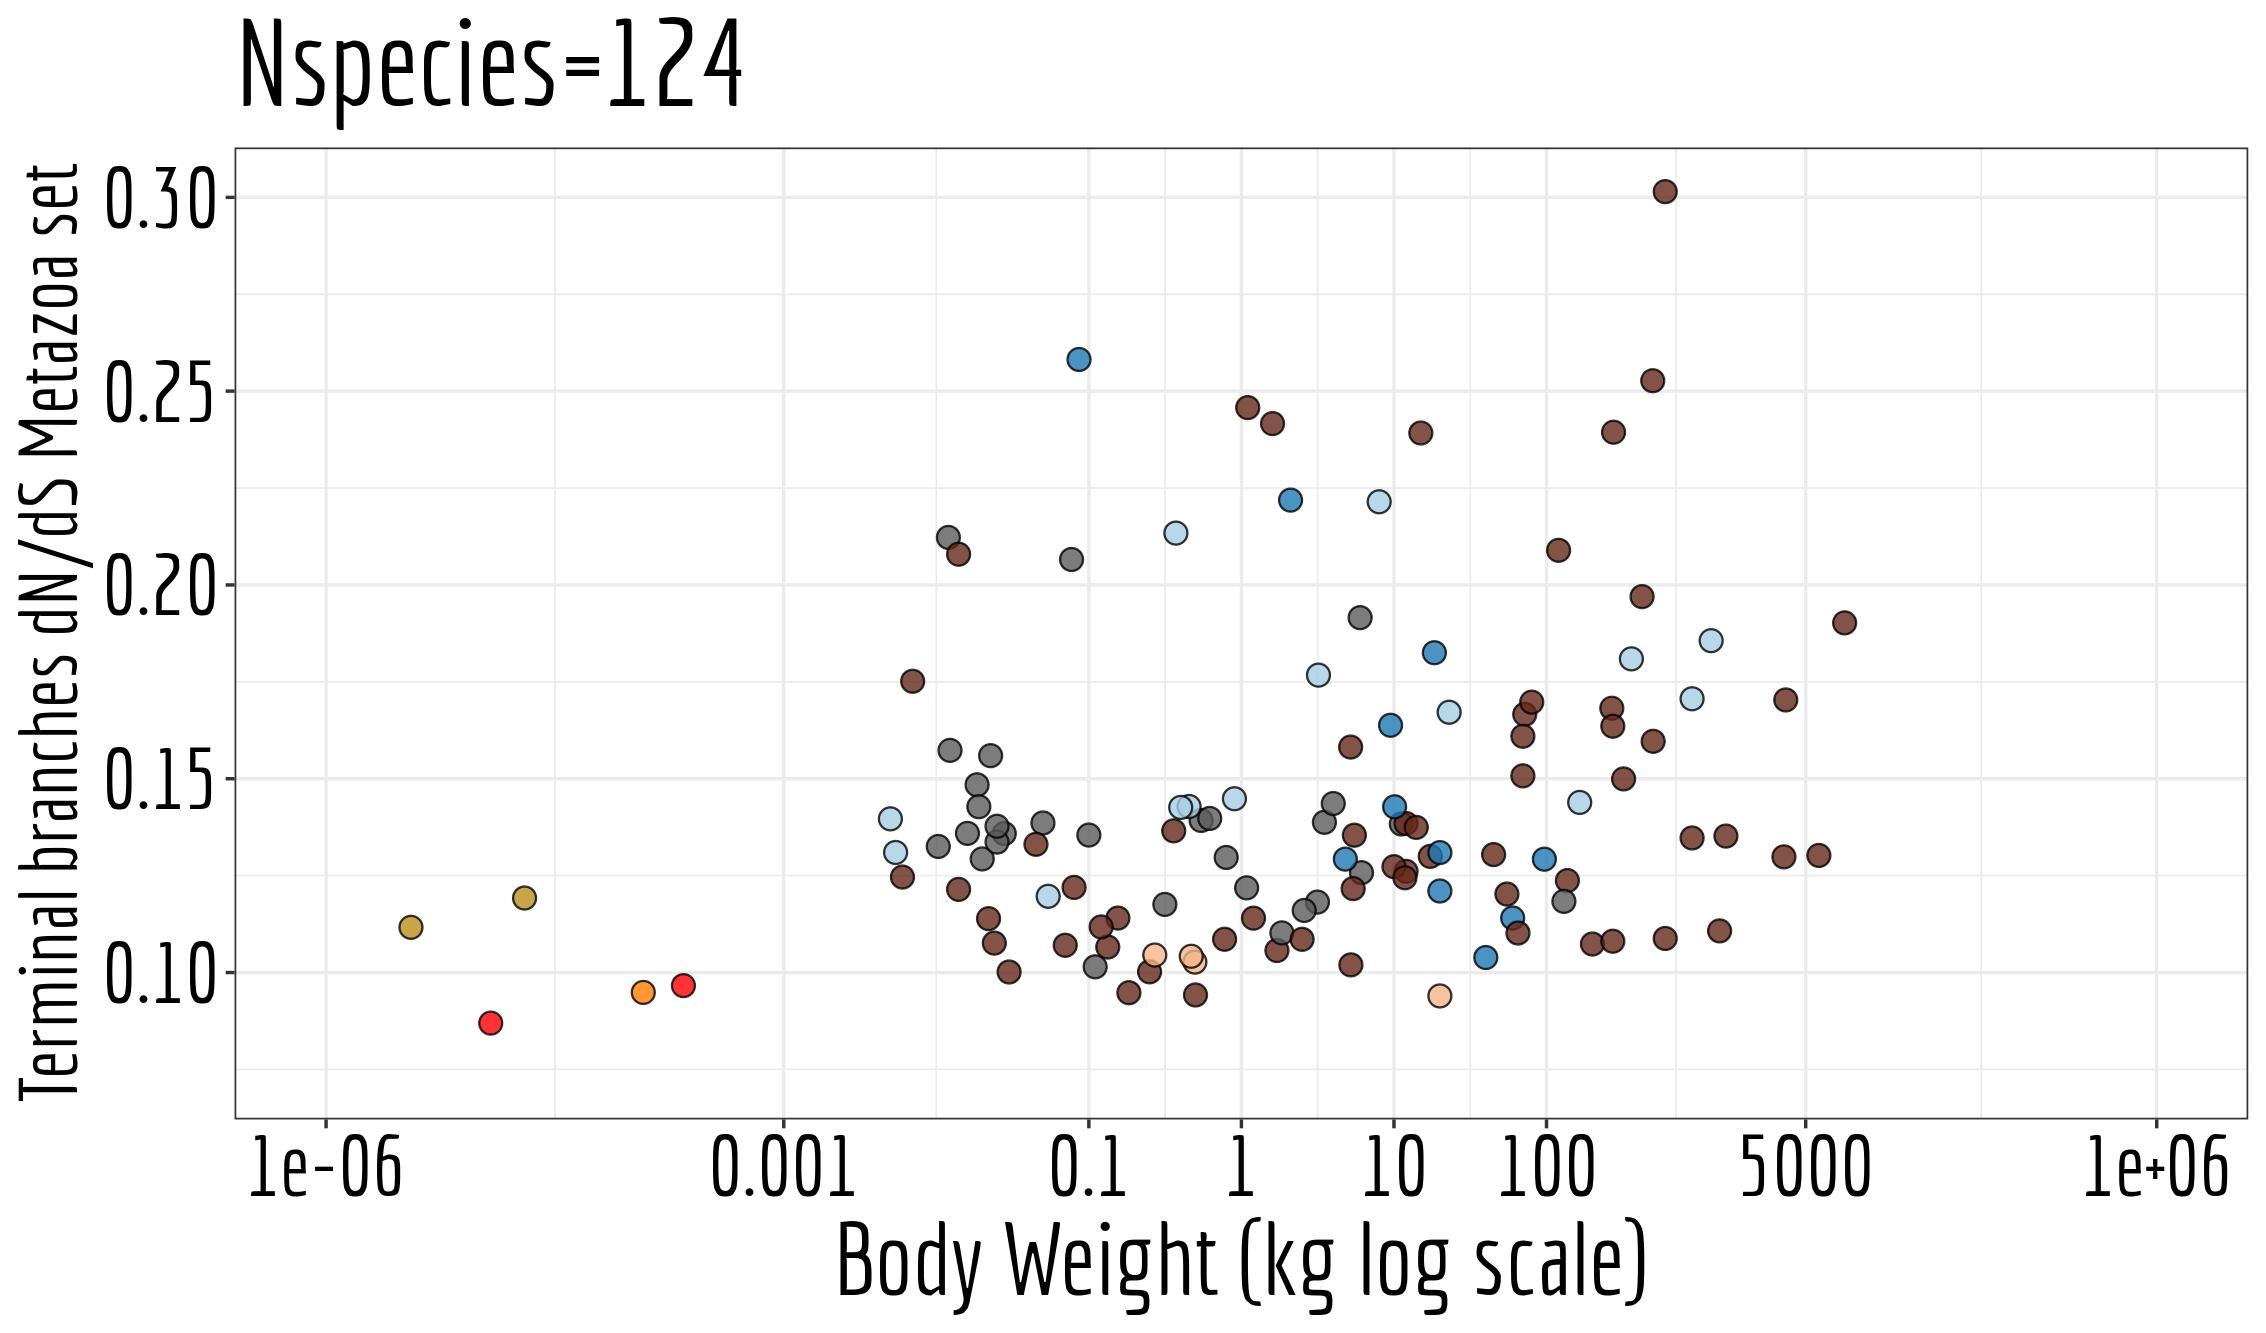 Nspecies=124
Terminal branches dN/dS Metazoa set
0.30
0.25
0.20
0.15
0.10
1e-06 0.001 0.1 1 10 100 5000 1e+06
Body Weight (kg log scale)